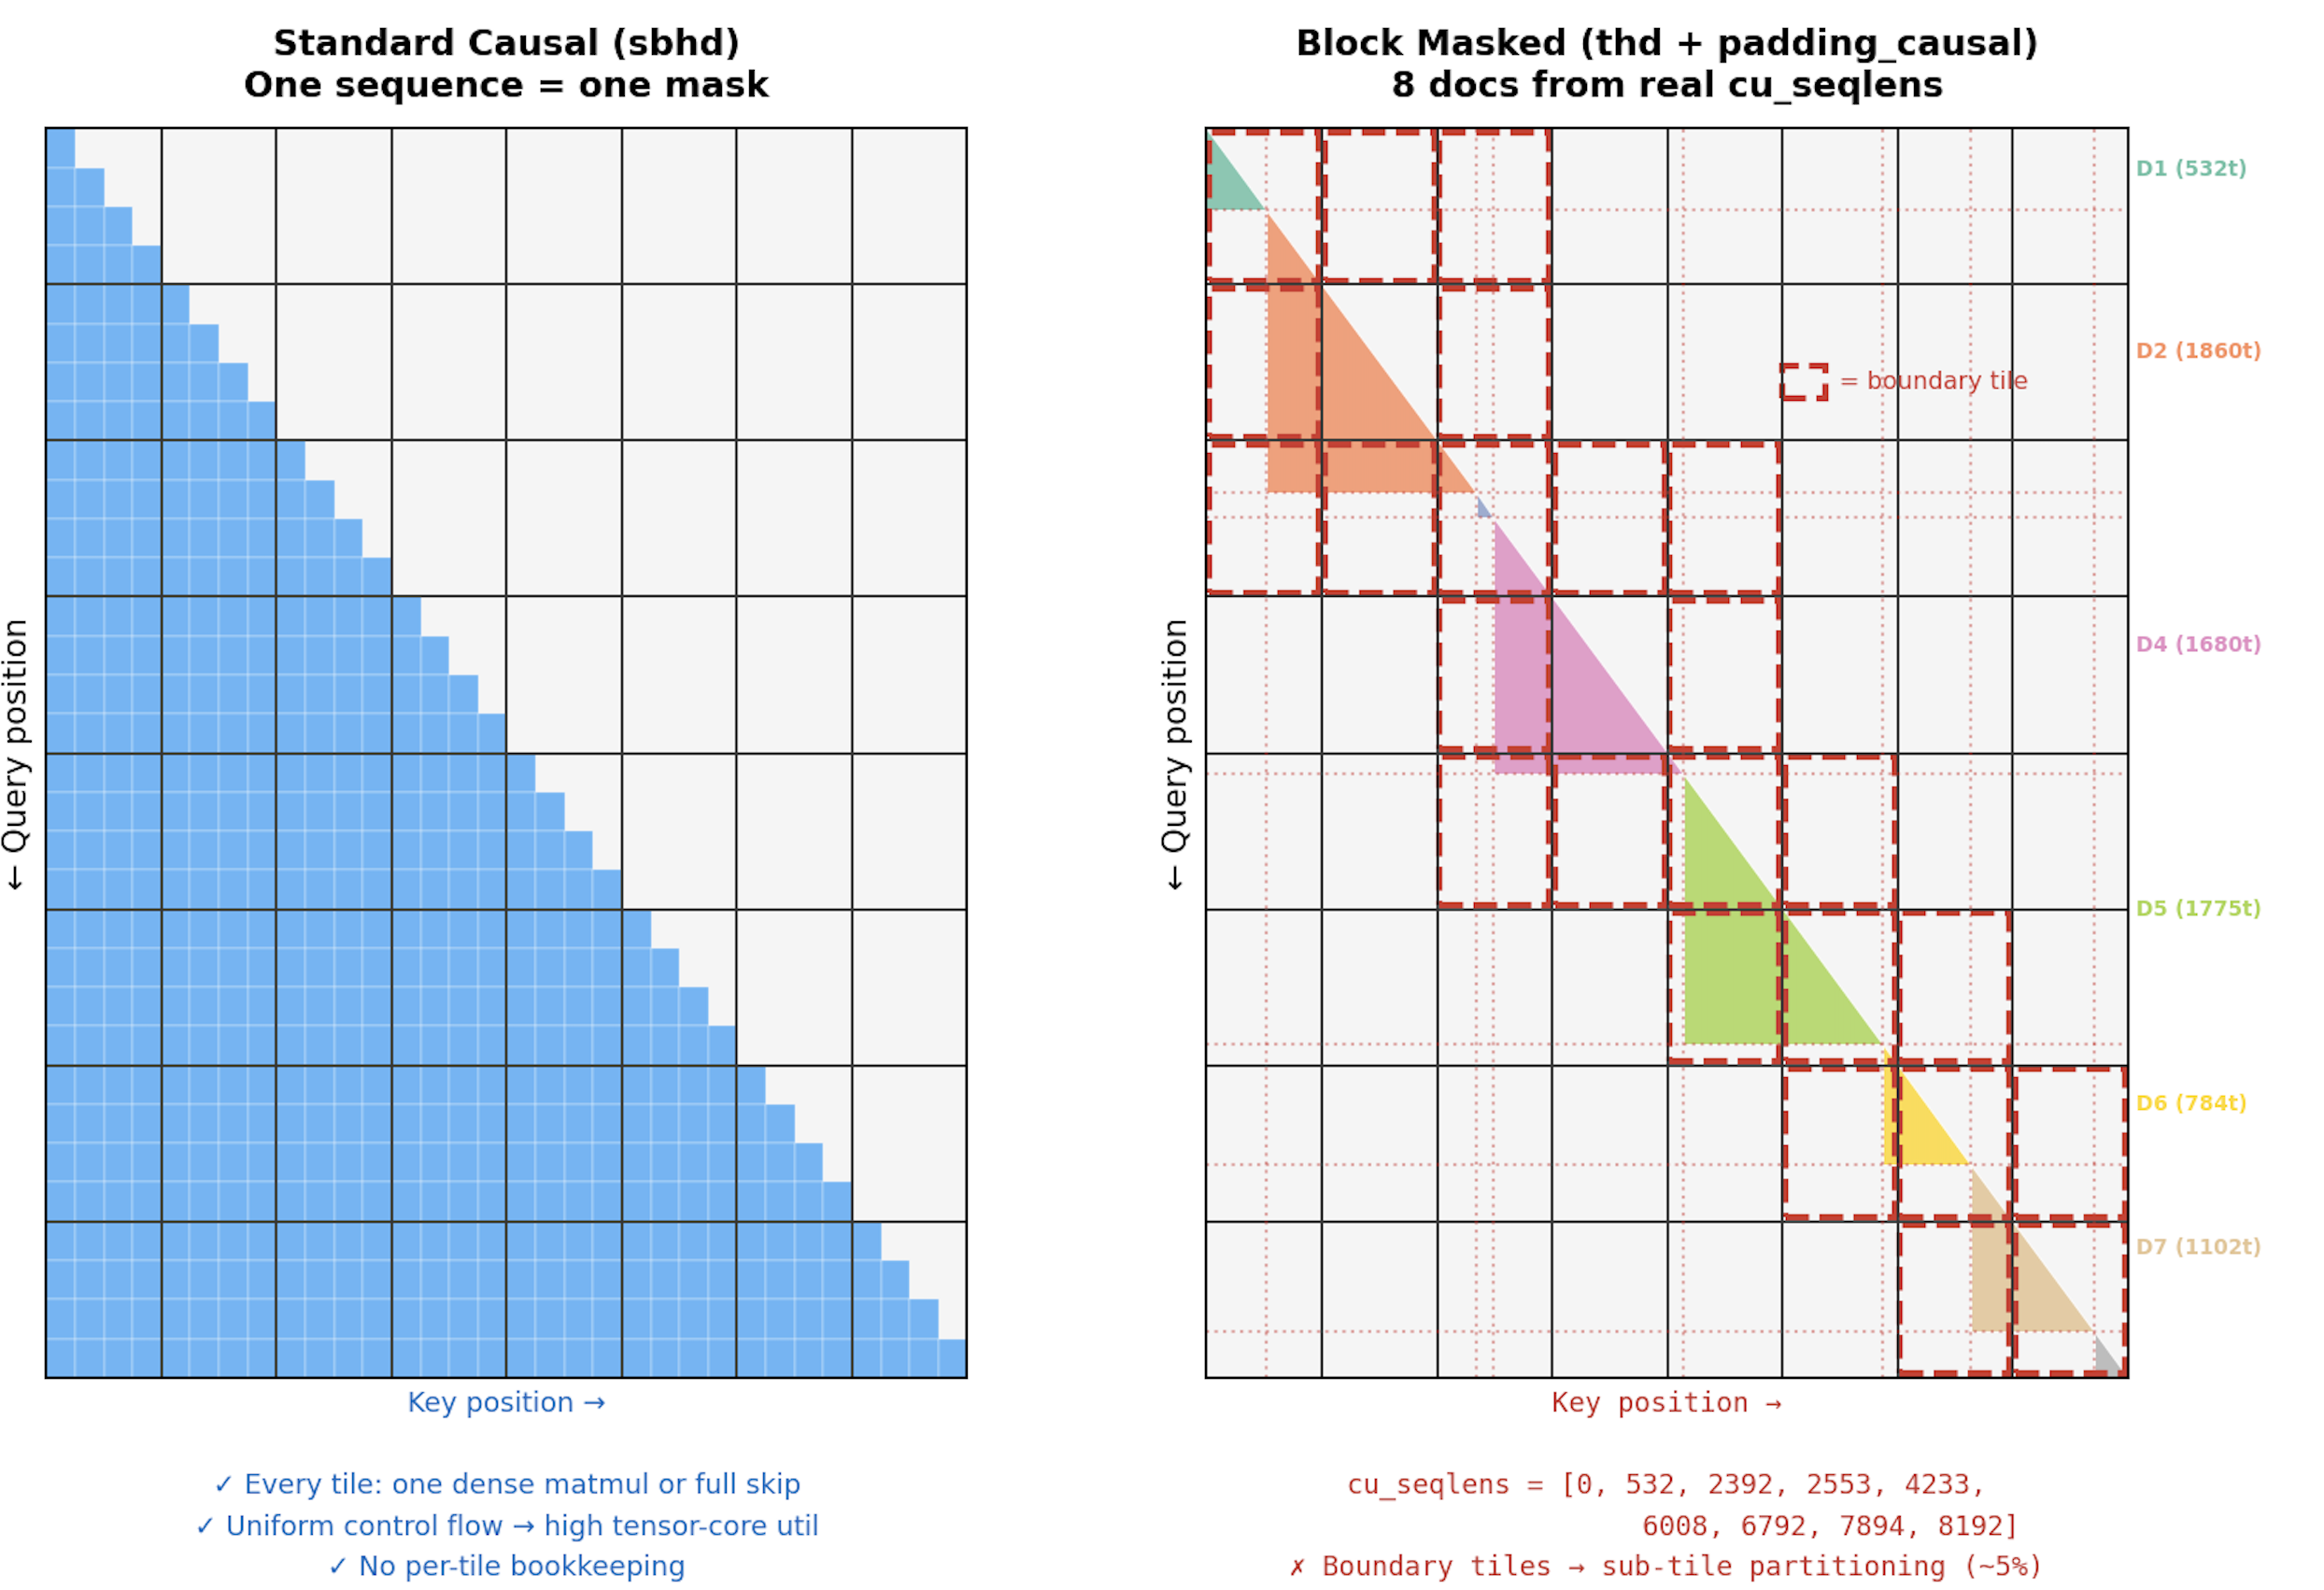 Standard Causal (sbhd)
One sequence = one mask
← Query position
Key position →
✓ Every tile: one dense matmul or full skip
✓ Uniform control flow → high tensor-core util
✓ No per-tile bookkeeping
Block Masked (thd + padding_causal)
8 docs from real cu_seqlens
← Query position
D1 (532t)
D2 (1860t)
= boundary tile
D4 (1680t)
D5 (1775t)
D6 (784t)
D7 (1102t)
Key position →
cu_seqlens = [0, 532, 2392, 2553, 4233,
6008, 6792, 7894, 8192]
✗ Boundary tiles → sub-tile partitioning (~5%)